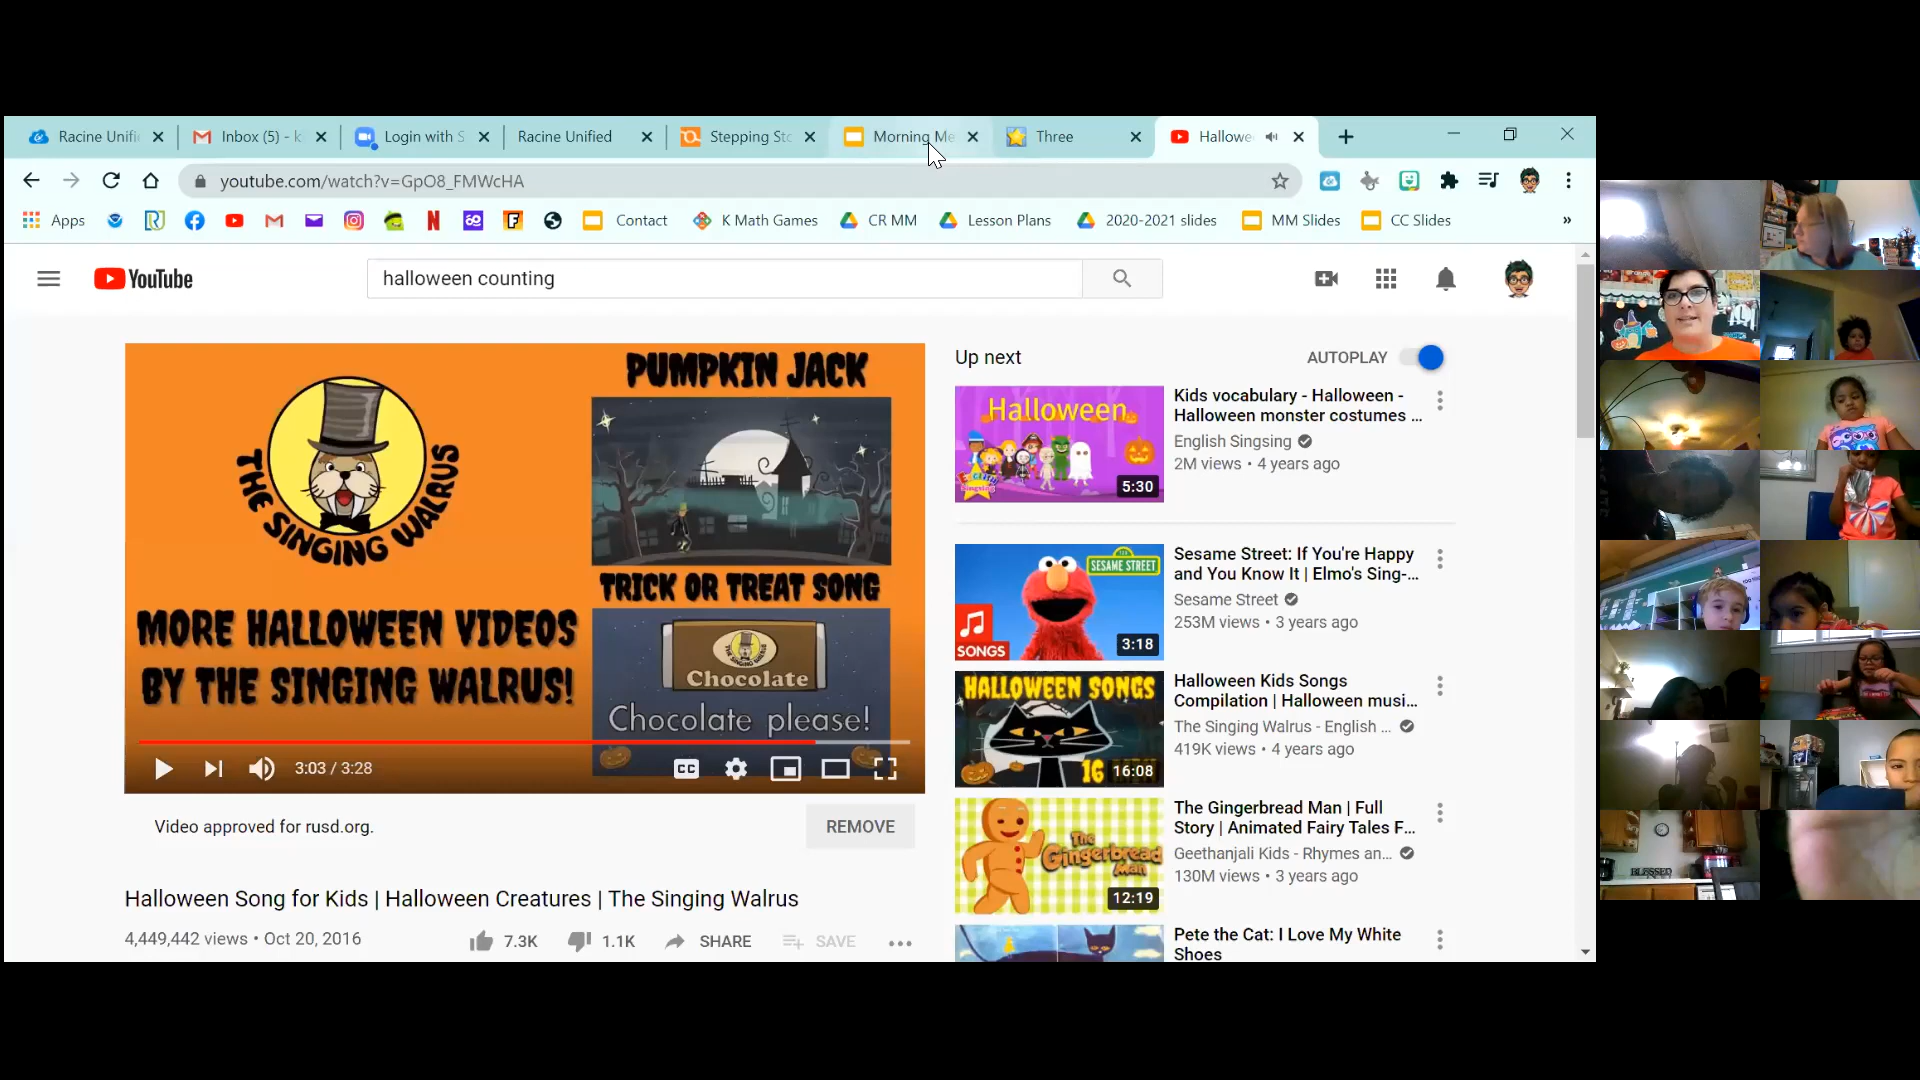 Racine Unifi
Inbox (5) - k
Login with S
Racine Unified
Stepping Sto
Morning Me
Three
Hallowe
youtube.com/watch?v=GpO8_FMWcHA
Apps
Contact
K Math Games
CR MM
Lesson Plans
2020-2021 slides
MM Slides
CC Slides
»
YouTube
halloween counting
THE SINGING WALRUS
MORE HALLOWEEN VIDEOS
BY THE SINGING WALRUS!
PUMPKIN JACK
TRICK OR TREAT SONG
Chocolate
Chocolate please!
3:03 / 3:28
CC
Video approved for rusd.org.
REMOVE
Halloween Song for Kids | Halloween Creatures | The Singing Walrus
4,449,442 views • Oct 20, 2016
7.3K
1.1K
SHARE
SAVE
Up next
AUTOPLAY
Halloween
5:30
Kids vocabulary - Halloween -
Halloween monster costumes ...
English Singsing
2M views • 4 years ago
SESAME STREET
SONGS
3:18
Sesame Street: If You're Happy
and You Know It | Elmo's Sing-...
Sesame Street
253M views • 3 years ago
HALLOWEEN SONGS
16
16:08
Halloween Kids Songs
Compilation | Halloween musi...
The Singing Walrus - English ...
419K views • 4 years ago
The
Gingerbread
Man
12:19
The Gingerbread Man | Full
Story | Animated Fairy Tales F...
Geethanjali Kids - Rhymes an...
130M views • 3 years ago
Pete the Cat: I Love My White
Shoes
BLESSED